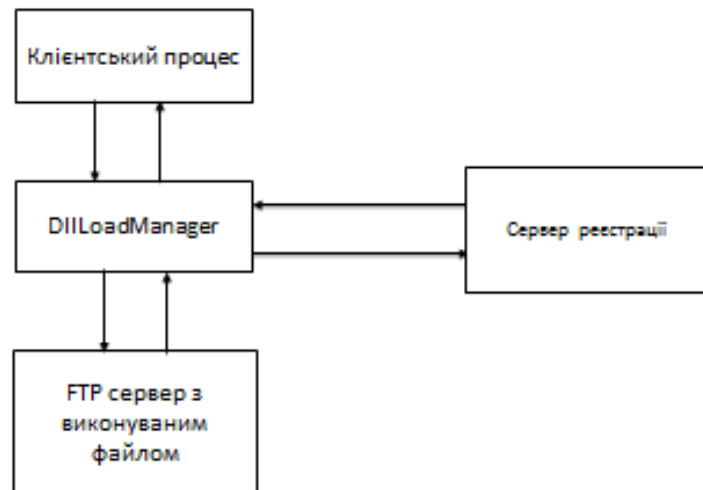 Клієнтський процес
DllLoadManager
Сервер реєстрації
FTP сервер з
виконуваним
файлом